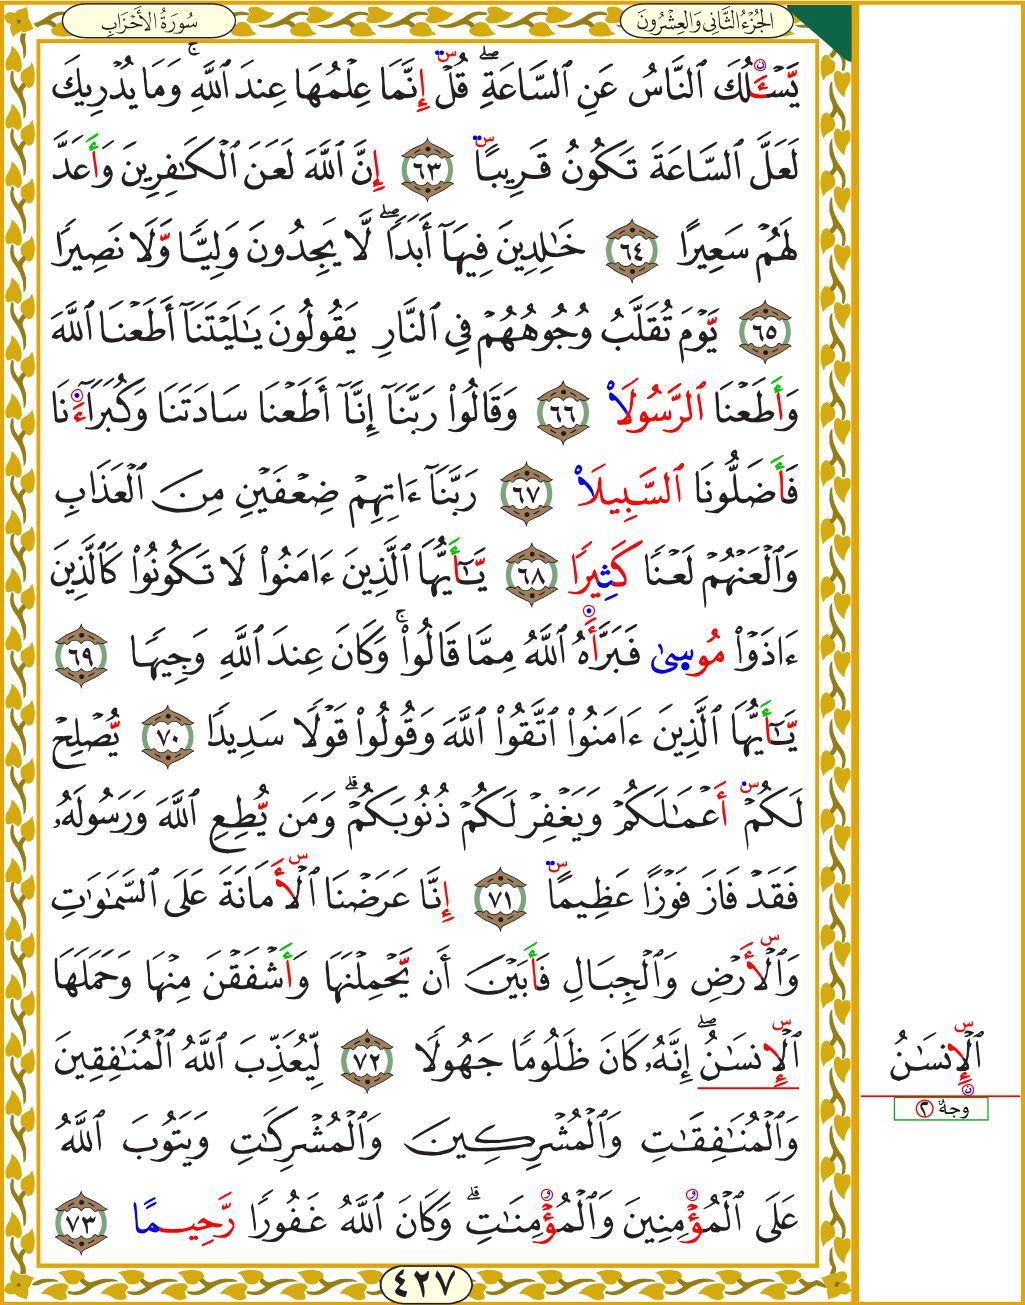 الجُزْءُ الثَّانِي وَالعِشْرُونَ
سُورَةُ الأَحْزَابِ
يَّسْـَٔلُكَ ٱلنَّاسُ عَنِ ٱلسَّاعَةِۖ قُلْ إِنَّمَا عِلْمُهَا عِندَ ٱللَّهِۚ وَمَا يُدْرِيكَ
لَعَلَّ ٱلسَّاعَةَ تَكُونُ قَرِيبًا ٦٣ إِنَّ ٱللَّهَ لَعَنَ ٱلْكَـٰفِرِينَ وَأَعَدَّ
لَهُمْ سَعِيرًا ٦٤ خَـٰلِدِينَ فِيهَآ أَبَدًاۖ لَّا يَجِدُونَ وَلِيًّـا وَّلَا نَصِيرًا
٦٥ يَّوْمَ تُقَلَّبُ وُجُوهُهُمْ فِي ٱلنَّارِ يَقُولُونَ يَـٰلَيْتَنَآ أَطَعْنَا ٱللَّهَ
وَأَطَعْنَا ٱلرَّسُولَا۠ ٦٦ وَقَالُوا۟ رَبَّنَآ إِنَّآ أَطَعْنَا سَادَتَنَا وَكُبَرَآءَنَا
فَأَضَلُّونَا ٱلسَّبِيلَا۠ ٦٧ رَبَّنَآ ءَاتِهِمْ ضِعْفَيْنِ مِنَ ٱلْعَذَابِ
وَٱلْعَنْهُمْ لَعْنًا كَثِيرًا ٦٨ يَّـٰٓأَيُّهَا ٱلَّذِينَ ءَامَنُوا۟ لَا تَكُونُوا۟ كَٱلَّذِينَ
ءَاذَوْا۟ مُوسِىٰ فَبَرَّأَهُ ٱللَّهُ مِمَّا قَالُوا۟ۚ وَكَانَ عِندَ ٱللَّهِ وَجِيهًا ٦٩
يَّـٰٓأَيُّهَا ٱلَّذِينَ ءَامَنُوا۟ ٱتَّقُوا۟ ٱللَّهَ وَقُولُوا۟ قَوْلًا سَدِيدًا ٧٠ يُّصْلِحْ
لَكُمْ أَعْمَـٰلَكُمْ وَيَغْفِرْ لَكُمْ ذُنُوبَكُمْۗ وَمَن يُّطِعِ ٱللَّهَ وَرَسُولَهُۥ
فَقَدْ فَازَ فَوْزًا عَظِيمًا ٧١ إِنَّا عَرَضْنَا ٱلْأَمَانَةَ عَلَى ٱلسَّمَـٰوَٰتِ
وَٱلْأَرْضِ وَٱلْجِبَالِ فَأَبَيْنَ أَن يَّحْمِلْنَهَا وَأَشْفَقْنَ مِنْهَا وَحَمَلَهَا
ٱلْإِنسَـٰنُۖ إِنَّهُۥ كَانَ ظَلُومًا جَهُولًا ٧٢ لِّيُعَذِّبَ ٱللَّهُ ٱلْمُنَـٰفِقِينَ
ٱلْإِنسَـٰنُ
وجهٌ ٢
وَٱلْمُنَـٰفِقَـٰتِ وَٱلْمُشْرِكِينَ وَٱلْمُشْرِكَـٰتِ وَيَتُوبَ ٱللَّهُ
عَلَى ٱلْمُؤْمِنِينَ وَٱلْمُؤْمِنَـٰتِۗ وَكَانَ ٱللَّهُ غَفُورًا رَّحِيمًا ٧٣
٤٢٧